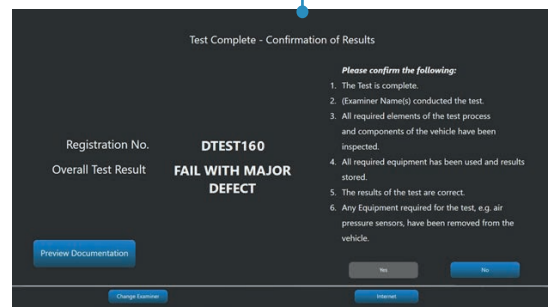 Test Complete - Confirmation of Results
Please confirm the following:
1. The Test is complete.
2. (Examiner Name(s) conducted the test.
3. All required elements of the test process
and components of the vehicle have been
inspected.
4. All required equipment has been used and results
stored.
5. The results of the test are correct.
6. Any Equipment required for the test, e.g. air
pressure sensors, have been removed from the
vehicle.
Registration No. DTEST160
Overall Test Result FAIL WITH MAJOR
DEFECT
Preview Documentation
Yes
No
Change Examiner
Internet